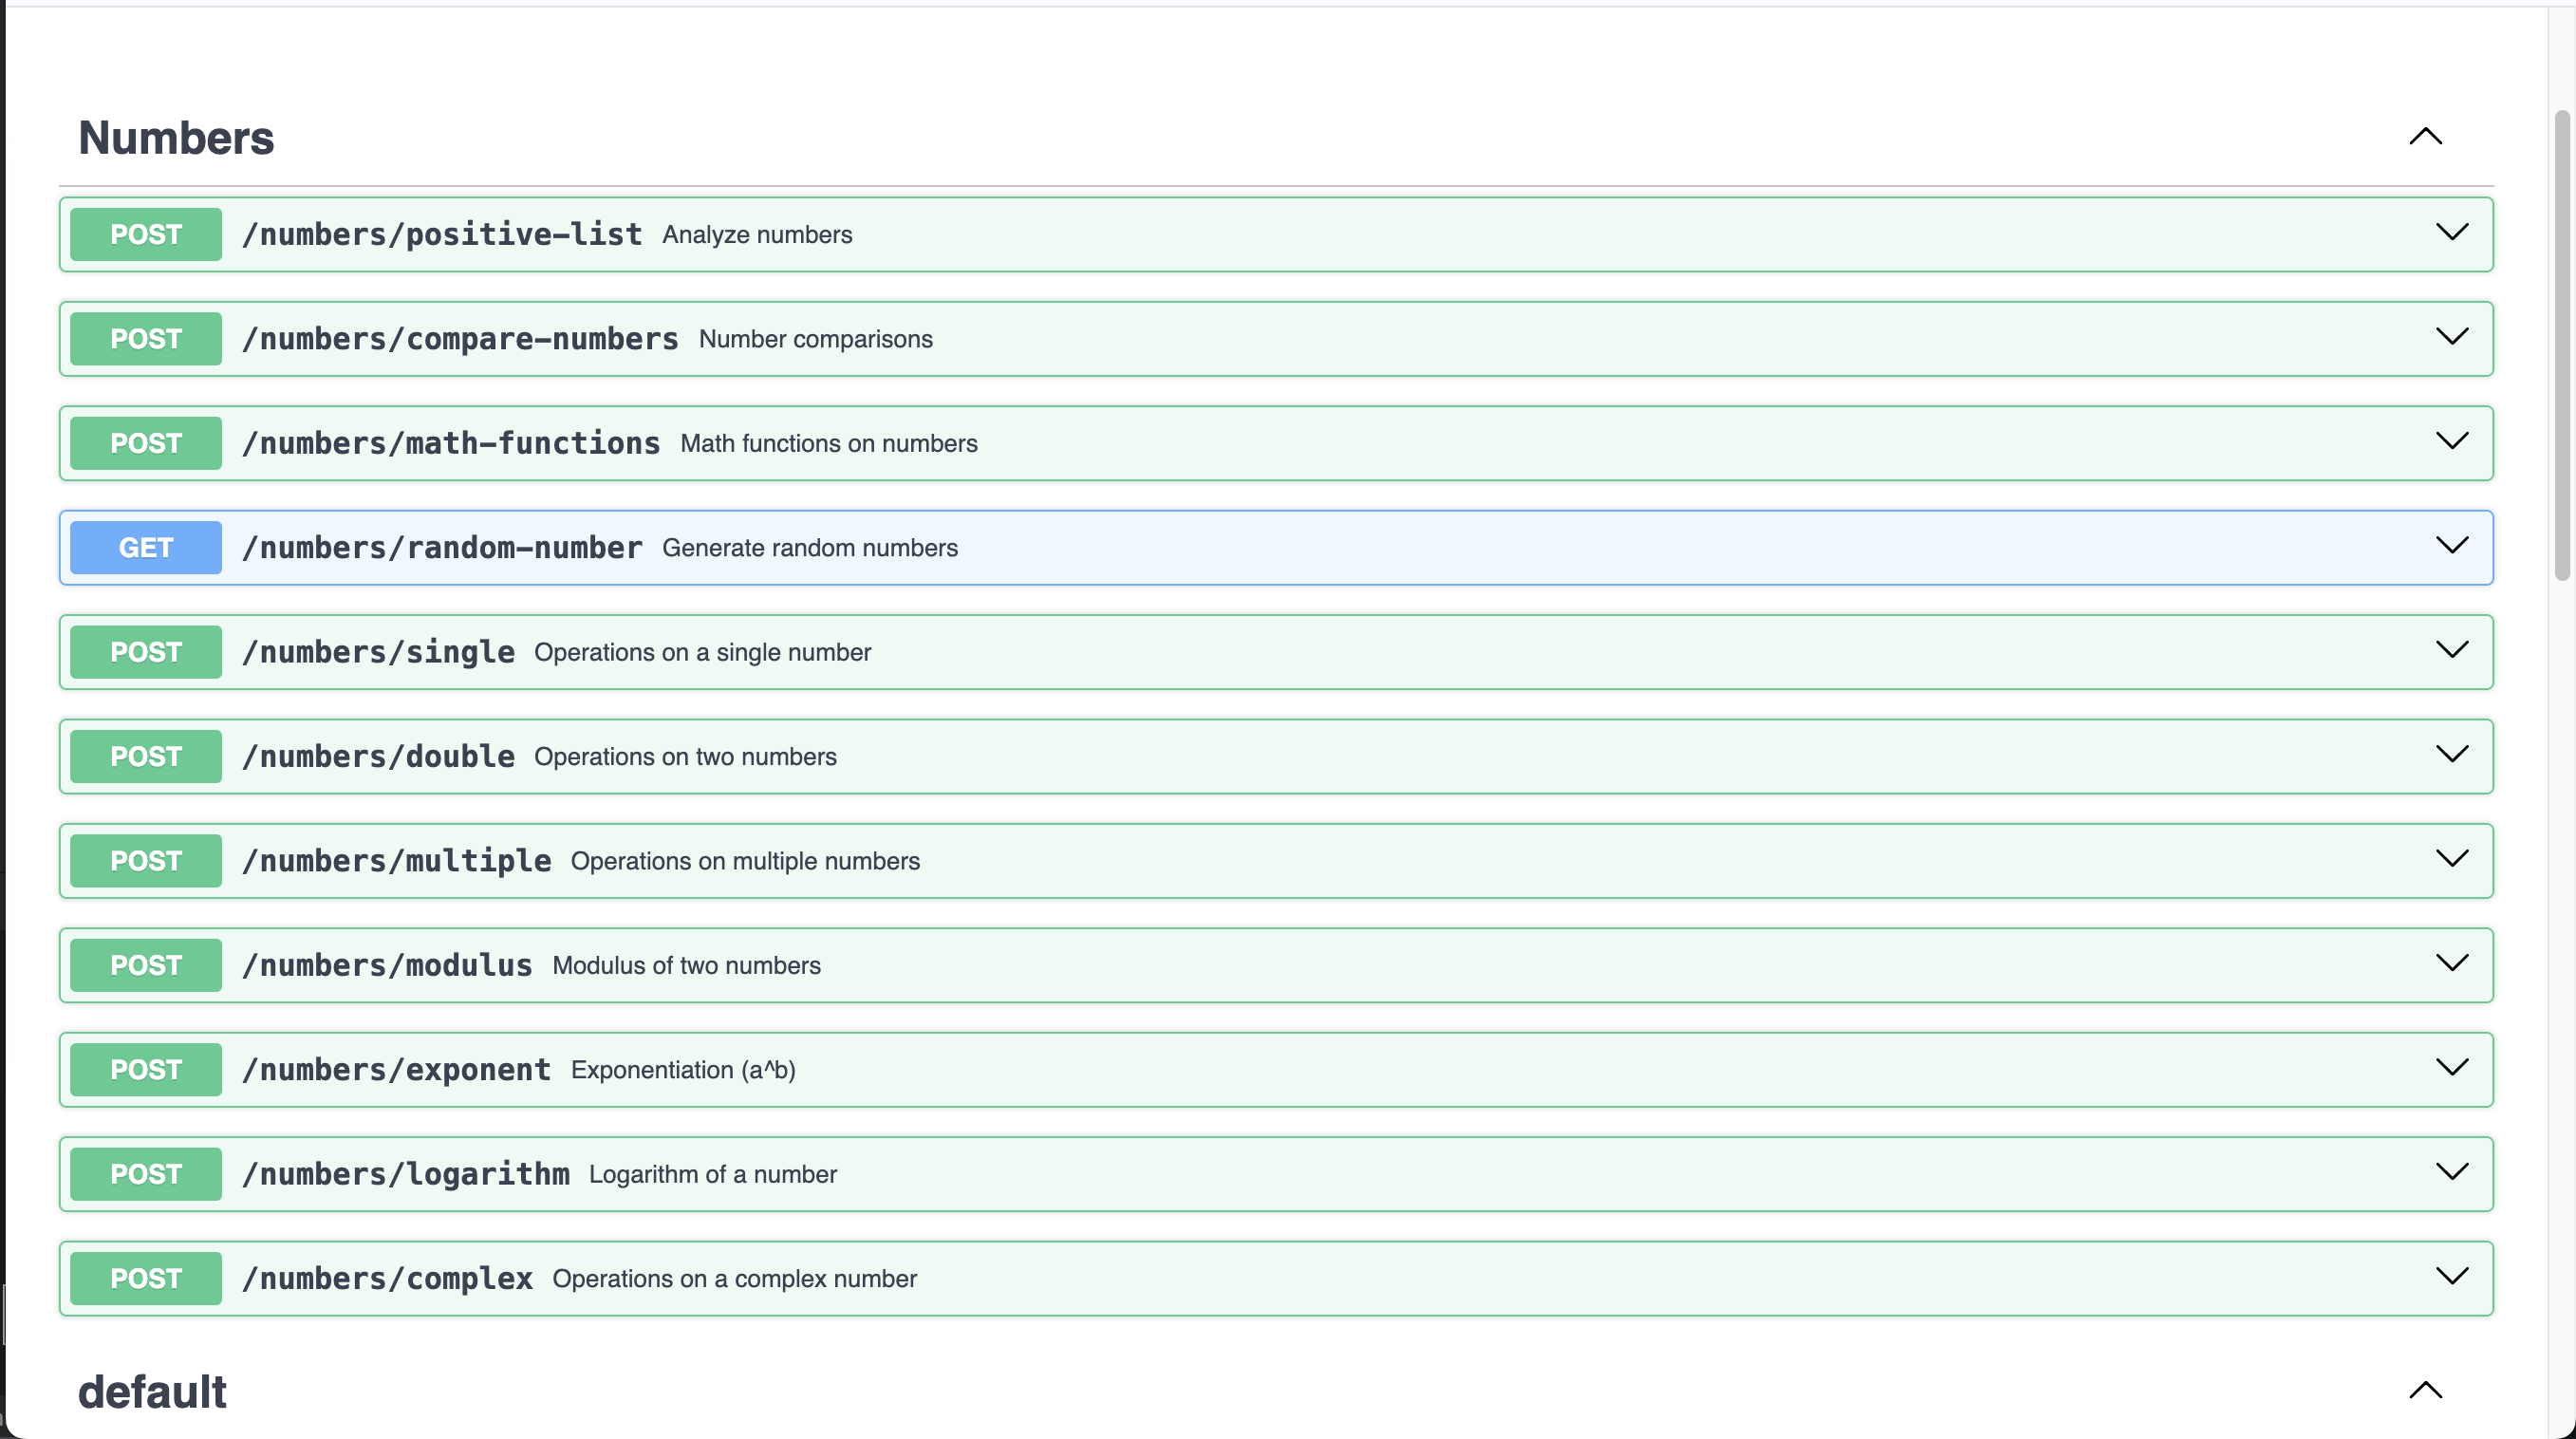 Numbers
POST /numbers/positive-list Analyze numbers
POST /numbers/compare-numbers Number comparisons
POST /numbers/math-functions Math functions on numbers
GET /numbers/random-number Generate random numbers
POST /numbers/single Operations on a single number
POST /numbers/double Operations on two numbers
POST /numbers/multiple Operations on multiple numbers
POST /numbers/modulus Modulus of two numbers
POST /numbers/exponent Exponentiation (a^b)
POST /numbers/logarithm Logarithm of a number
POST /numbers/complex Operations on a complex number
default